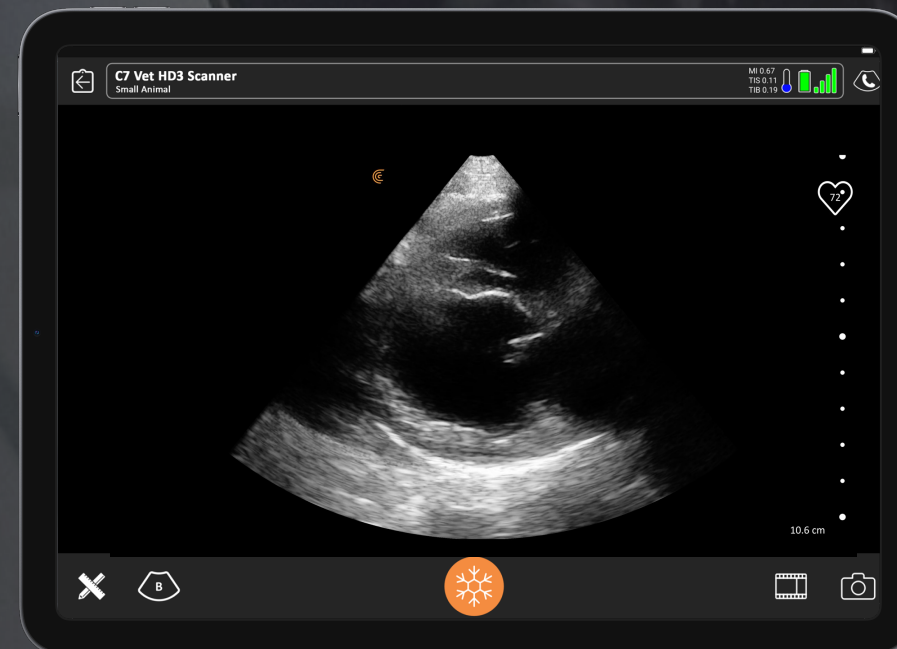 C7 Vet HD3 Scanner
Small Animal
MI 0.67
TIS 0.11
TIB 0.19
72
10.6 cm
B